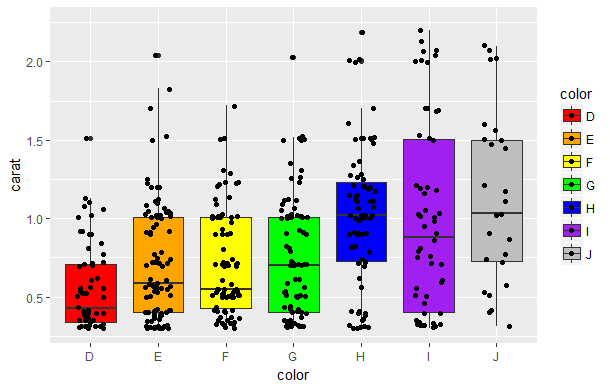 carat
2.0
1.5
1.0
0.5
D E F G H I J
color
color
D
E
F
G
H
I
J